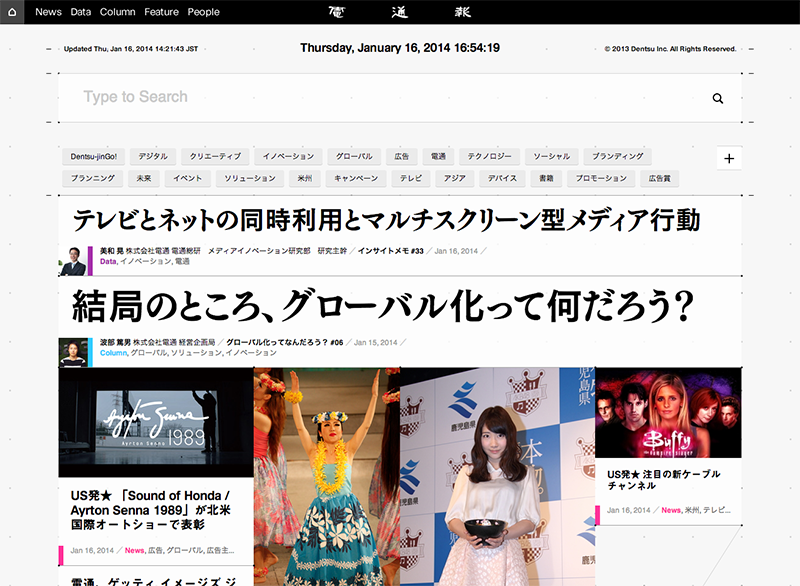 News Data Column Feature People
電通報
Updated Thu, Jan 16, 2014 14:21:43 JST
Thursday, January 16, 2014 16:54:19
© 2013 Dentsu Inc. All Rights Reserved.
Type to Search
Dentsu-jinGo! デジタル クリエーティブ イノベーション グローバル 広告 電通 テクノロジー ソーシャル ブランディング
+
プランニング 未来 イベント ソリューション 米州 キャンペーン テレビ アジア デバイス 書籍 プロモーション 広告賞
テレビとネットの同時利用とマルチスクリーン型メディア行動
美和 晃 株式会社電通 電通総研 メディアイノベーション研究部 研究主幹 / インサイトメモ #33 / Jan 16, 2014 /
Data, イノベーション, 電通
結局のところ、グローバル化って何だろう？
波部 篤男 株式会社電通 経営企画局 / グローバル化ってなんだろう？ #06 / Jan 15, 2014 /
Column, グローバル, ソリューション, イノベーション
Ayrton Senna
Ayrton Senna
1989
US発★ 「Sound of Honda /
Ayrton Senna 1989」が北米
国際オートショーで表彰
Jan 16, 2014 / News, 広告, グローバル, 広告主...
電通、ゲッティ イメージズ ジ
児島県
鹿児島県
鹿児島県
本
物。
Buffy
the vampire slayer
US発★ 注目の新ケーブル
チャンネル
Jan 16, 2014 / News, 米州, テレビ...